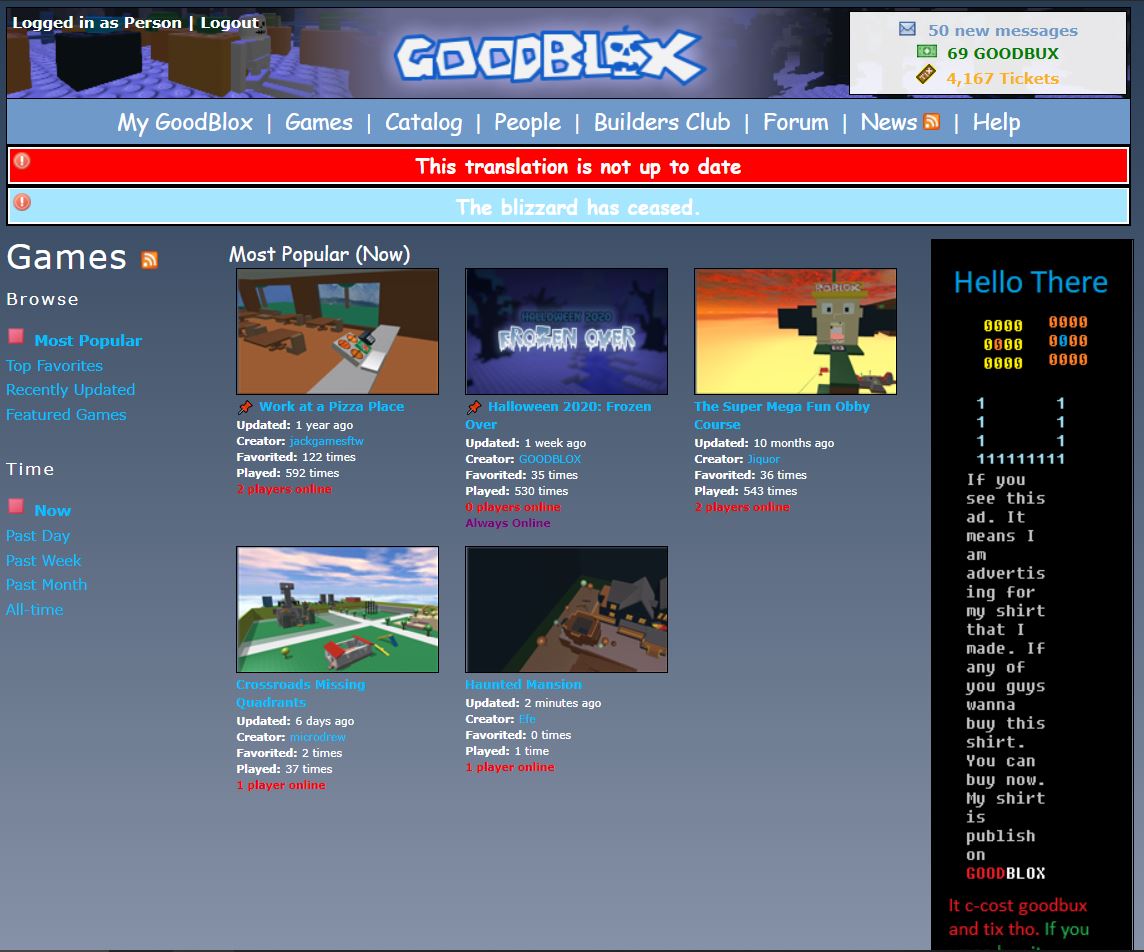 Logged in as Person | Logout
GOODBLOX
50 new messages
69 GOODBUX
4,167 Tickets
My GoodBlox | Games | Catalog | People | Builders Club | Forum | News | Help
This translation is not up to date
The blizzard has ceased.
Games
Browse
Most Popular
Top Favorites
Recently Updated
Featured Games
Time
Now
Past Day
Past Week
Past Month
All-time
Most Popular (Now)
Work at a Pizza Place
Updated: 1 year ago
Creator: jackgamesftw
Favorited: 122 times
Played: 592 times
2 players online
HALLOWEEN 2020
FROZEN OVER
Halloween 2020: Frozen
Over
Updated: 1 week ago
Creator: GOODBLOX
Favorited: 35 times
Played: 530 times
0 players online
Always Online
ROBLOX
The Super Mega Fun Obby
Course
Updated: 10 months ago
Creator: Jiquor
Favorited: 36 times
Played: 543 times
2 players online
Crossroads Missing
Quadrants
Updated: 6 days ago
Creator: microdrew
Favorited: 2 times
Played: 37 times
1 player online
Haunted Mansion
Updated: 2 minutes ago
Creator: Efe
Favorited: 0 times
Played: 1 time
1 player online
Hello There
0000 0000
0000 0000
0000 0000
1 1
1 1
1 1
111111111
If you
see this
ad. It
means I
am
advertis
ing for
my shirt
that I
made. If
any of
you guys
wanna
buy this
shirt.
You can
buy now.
My shirt
is
publish
on
GOODBLOX
It c-cost goodbux
and tix tho. If you